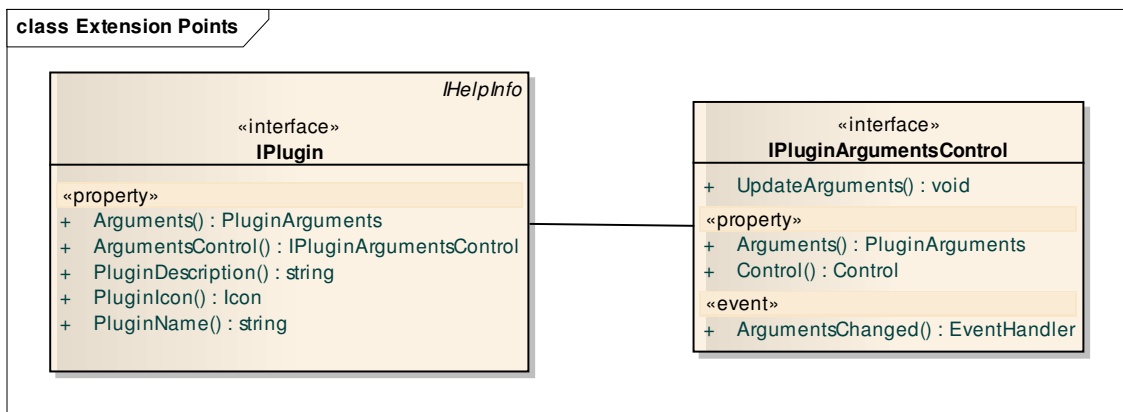 class Extension Points
IHelpInfo
«interface»
IPlugin
«property»
+ Arguments() : PluginArguments
+ ArgumentsControl() : IPluginArgumentsControl
+ PluginDescription() : string
+ PluginIcon() : Icon
+ PluginName() : string
«interface»
IPluginArgumentsControl
+ UpdateArguments() : void
«property»
+ Arguments() : PluginArguments
+ Control() : Control
«event»
+ ArgumentsChanged() : EventHandler